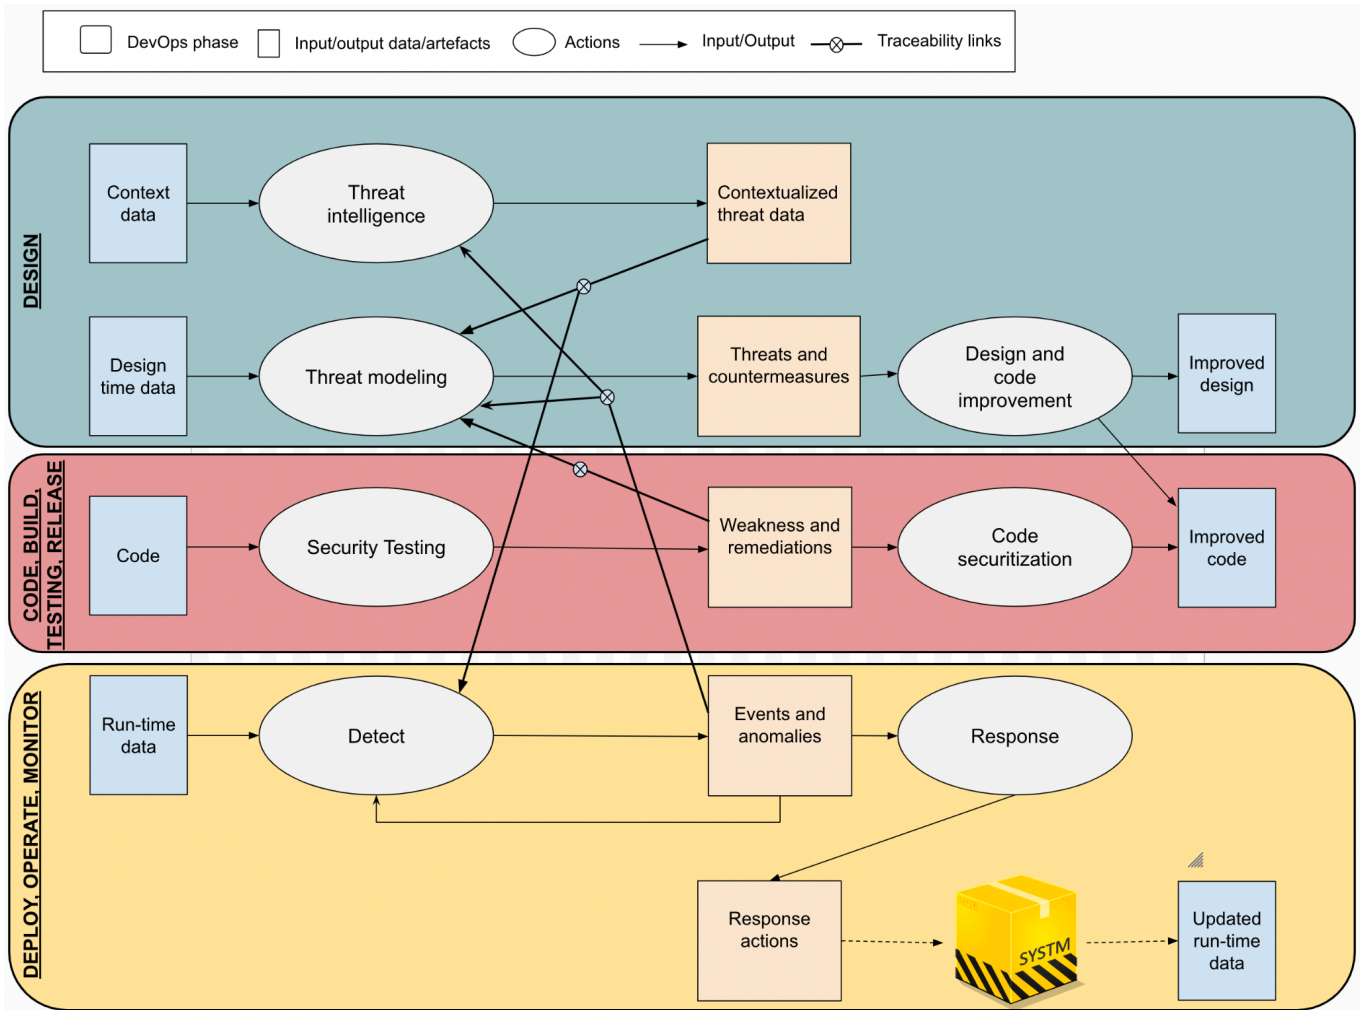 DevOps phase
Input/output data/artefacts
Actions
Input/Output
Traceability links
DESIGN
Context
data
Threat
intelligence
Contextualized
threat data
Design
time data
Threat modeling
Threats and
countermeasures
Design and
code
improvement
Improved
design
CODE, BUILD,
TESTING, RELEASE
Code
Security Testing
Weakness and
remediations
Code
securitization
Improved
code
DEPLOY, OPERATE, MONITOR
Run-time
data
Detect
Events and
anomalies
Response
Response
actions
SYSTM
Updated
run-time
data